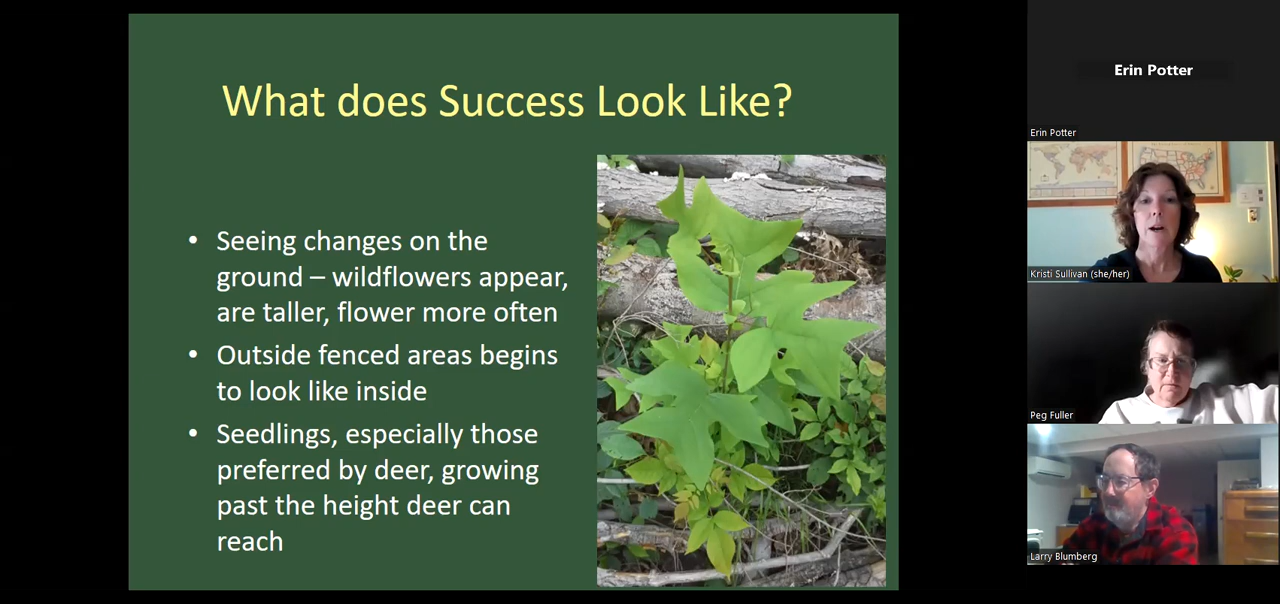 What does Success Look Like?
• Seeing changes on the
ground – wildflowers appear,
are taller, flower more often
• Outside fenced areas begins
to look like inside
• Seedlings, especially those
preferred by deer, growing
past the height deer can
reach
Erin Potter
Erin Potter
Kristi Sullivan (she/her)
Peg Fuller
Larry Blumberg